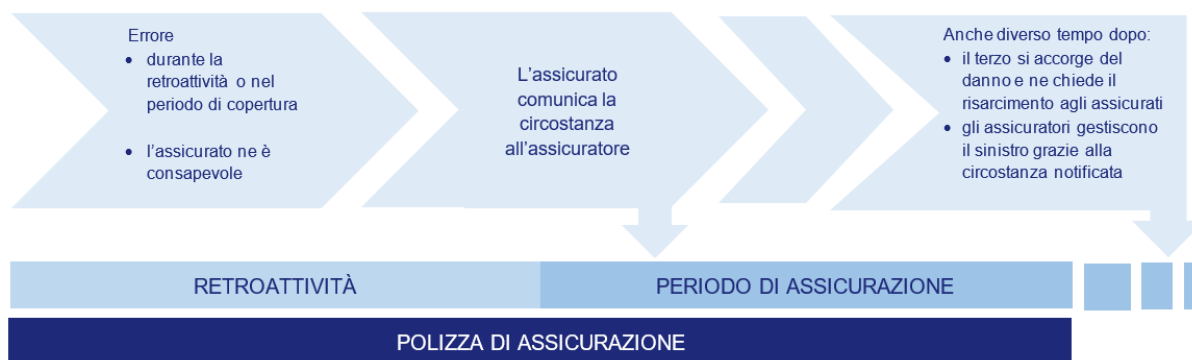 Errore
• durante la
retroattività o nel
periodo di copertura
• l'assicurato ne è
consapevole
L'assicurato
comunica la
circostanza
all'assicuratore
Anche diverso tempo dopo:
• il terzo si accorge del
danno e ne chiede il
risarcimento agli assicurati
• gli assicuratori gestiscono
il sinistro grazie alla
circostanza notificata
RETROATTIVITÀ
PERIODO DI ASSICURAZIONE
POLIZZA DI ASSICURAZIONE